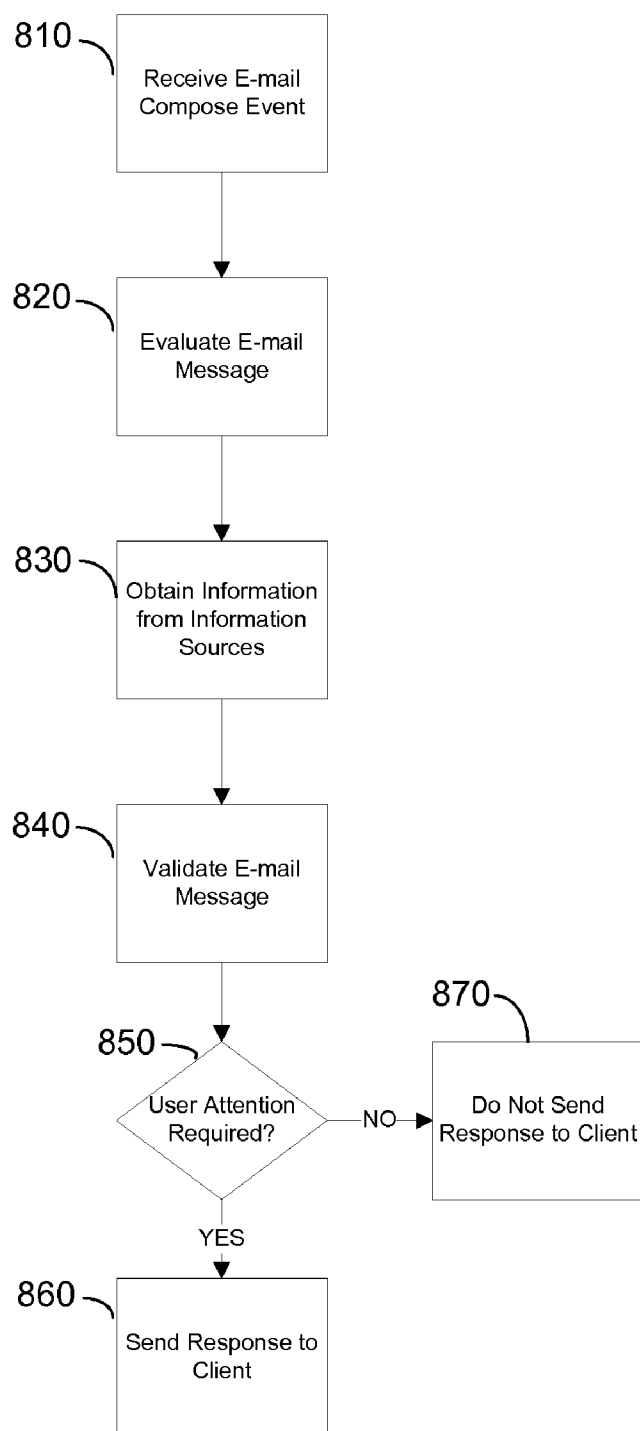 810
Receive E-mail
Compose Event
820
Evaluate E-mail
Message
830
Obtain Information
from Information
Sources
840
Validate E-mail
Message
850
User Attention
Required?
NO
870
Do Not Send
Response to Client
YES
860
Send Response to
Client